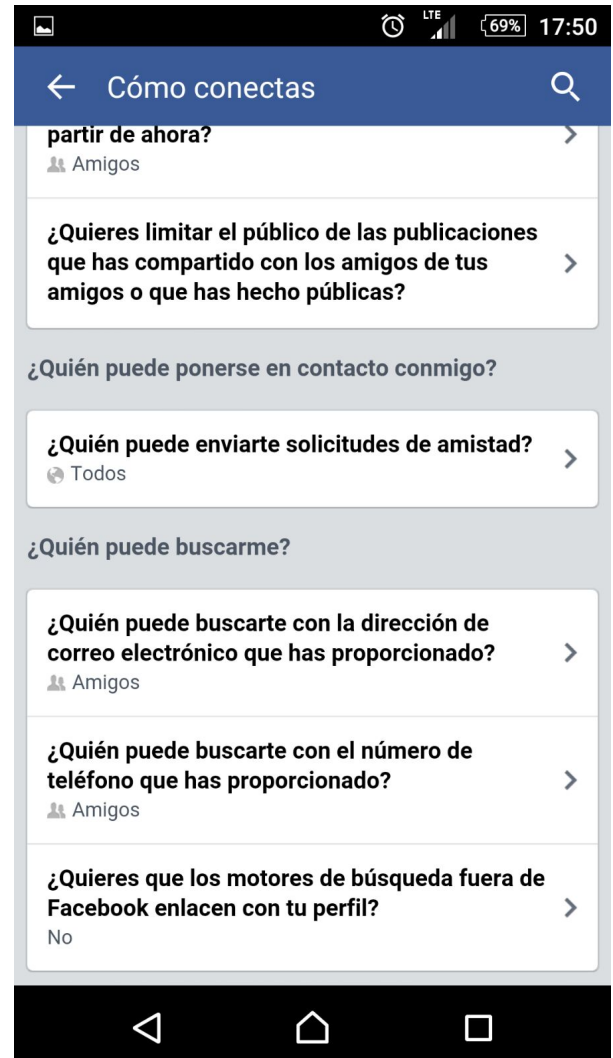 LTE
69% 17:50
Cómo conectas
partir de ahora?
Amigos
¿Quieres limitar el público de las publicaciones
que has compartido con los amigos de tus
amigos o que has hecho públicas?
¿Quién puede ponerse en contacto conmigo?
¿Quién puede enviarte solicitudes de amistad?
Todos
¿Quién puede buscarme?
¿Quién puede buscarte con la dirección de
correo electrónico que has proporcionado?
Amigos
¿Quién puede buscarte con el número de
teléfono que has proporcionado?
Amigos
¿Quieres que los motores de búsqueda fuera de
Facebook enlacen con tu perfil?
No